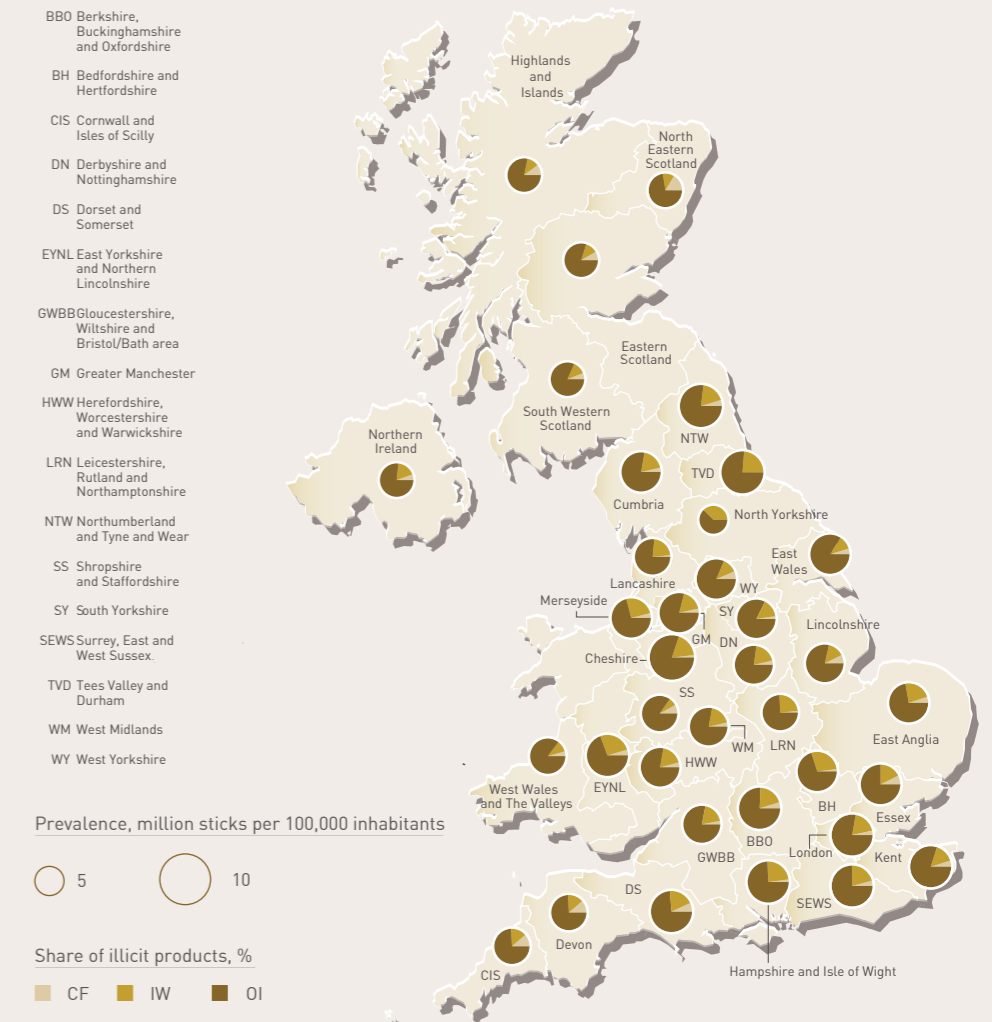 BBO Berkshire,
Buckinghamshire
and Oxfordshire
BH Bedfordshire and
Hertfordshire
CIS Cornwall and
Isles of Scilly
DN Derbyshire and
Nottinghamshire
DS Dorset and
Somerset
EYNL East Yorkshire
and Northern
Lincolnshire
GWBB Gloucestershire,
Wiltshire and
Bristol/Bath area
GM Greater Manchester
HWW Herefordshire,
Worcestershire
and Warwickshire
LRN Leicestershire,
Rutland and
Northamptonshire
NTW Northumberland
and Tyne and Wear
SS Shropshire
and Staffordshire
SY South Yorkshire
SEWS Surrey, East and
West Sussex.
TVD Tees Valley and
Durham
WM West Midlands
WY West Yorkshire
Prevalence, million sticks per 100,000 inhabitants
5
10
Share of illicit products, %
CF
IW
OI
Highlands
and
Islands
North
Eastern
Scotland
Eastern
Scotland
South Western
Scotland
Northern
Ireland
NTW
TVD
Cumbria
North Yorkshire
East
Wales
Lancashire
WY
Merseyside
SY
GM
DN
Lincolnshire
Cheshire
SS
WM
LRN
East Anglia
HWW
EYNL
West Wales
and The Valleys
BH
Essex
BBO
GWBB
London
Kent
DS
SEWS
Devon
CIS
Hampshire and Isle of Wight